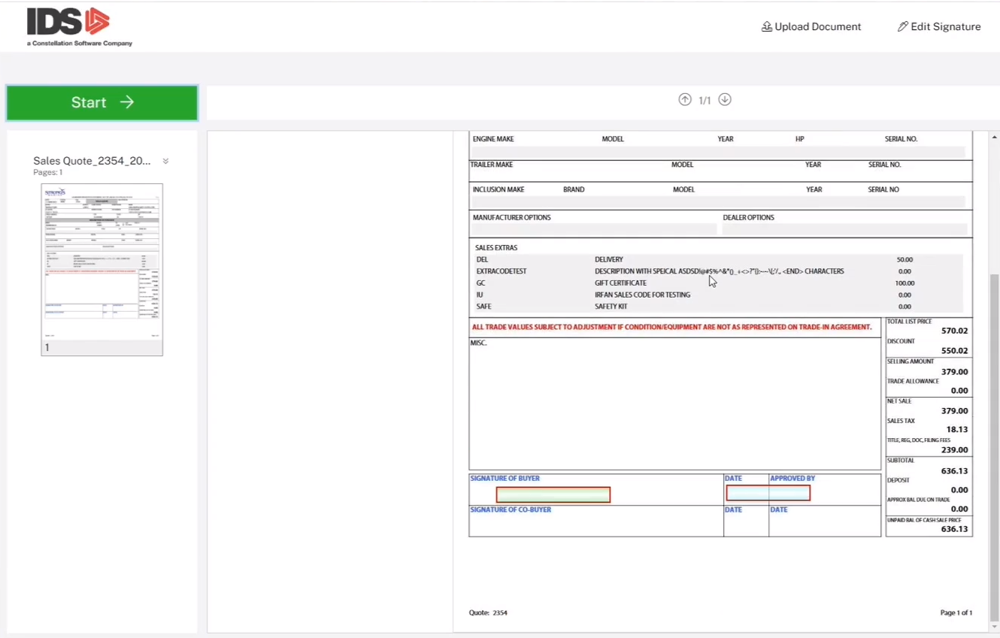 IDS
a Constellation Software Company
Upload Document
Edit Signature
Start
1/1
Sales Quote_2354_20...
Pages: 1
1
ENGINE MAKE MODEL YEAR HP SERIAL NO.
TRAILER MAKE MODEL YEAR SERIAL NO.
INCLUSION MAKE BRAND MODEL YEAR SERIAL NO
MANUFACTURER OPTIONS DEALER OPTIONS
SALES EXTRAS
DEL DELIVERY 50.00
EXTRACODETEST DESCRIPTION WITH SPEICAL <END> CHARACTERS 0.00
GC GIFT CERTIFICATE 100.00
IU IRFAN SALES CODE FOR TESTING 0.00
SAFE SAFETY KIT 0.00
ALL TRADE VALUES SUBJECT TO ADJUSTMENT IF CONDITION/EQUIPMENT ARE NOT AS REPRESENTED ON TRADE-IN AGREEMENT.
MISC.
TOTAL LIST PRICE
570.02
DISCOUNT
550.02
SELLING AMOUNT
379.00
TRADE ALLOWANCE
0.00
NET SALE
379.00
SALES TAX
18.13
TITLE, REG, DOC, FILING FEES
239.00
SUBTOTAL
636.13
DEPOSIT
0.00
APPROX BAL DUE ON TRADE
0.00
UNPAID BAL OF CASH SALE PRICE
636.13
SIGNATURE OF BUYER DATE APPROVED BY
SIGNATURE OF CO-BUYER DATE DATE
Quote: 2354 Page 1 of 1